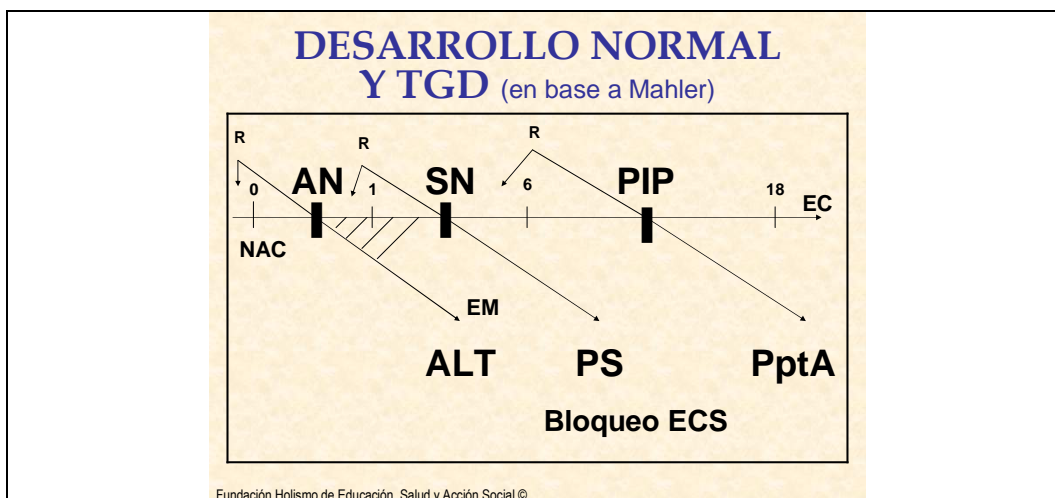 DESARROLLO NORMAL
Y TGD (en base a Mahler)
R
R
R
0
AN
1
SN
6
PIP
18
EC
NAC
EM
ALT
PS
PptA
Bloqueo ECS
Fundación Holismo de Educación, Salud y Acción Social ©